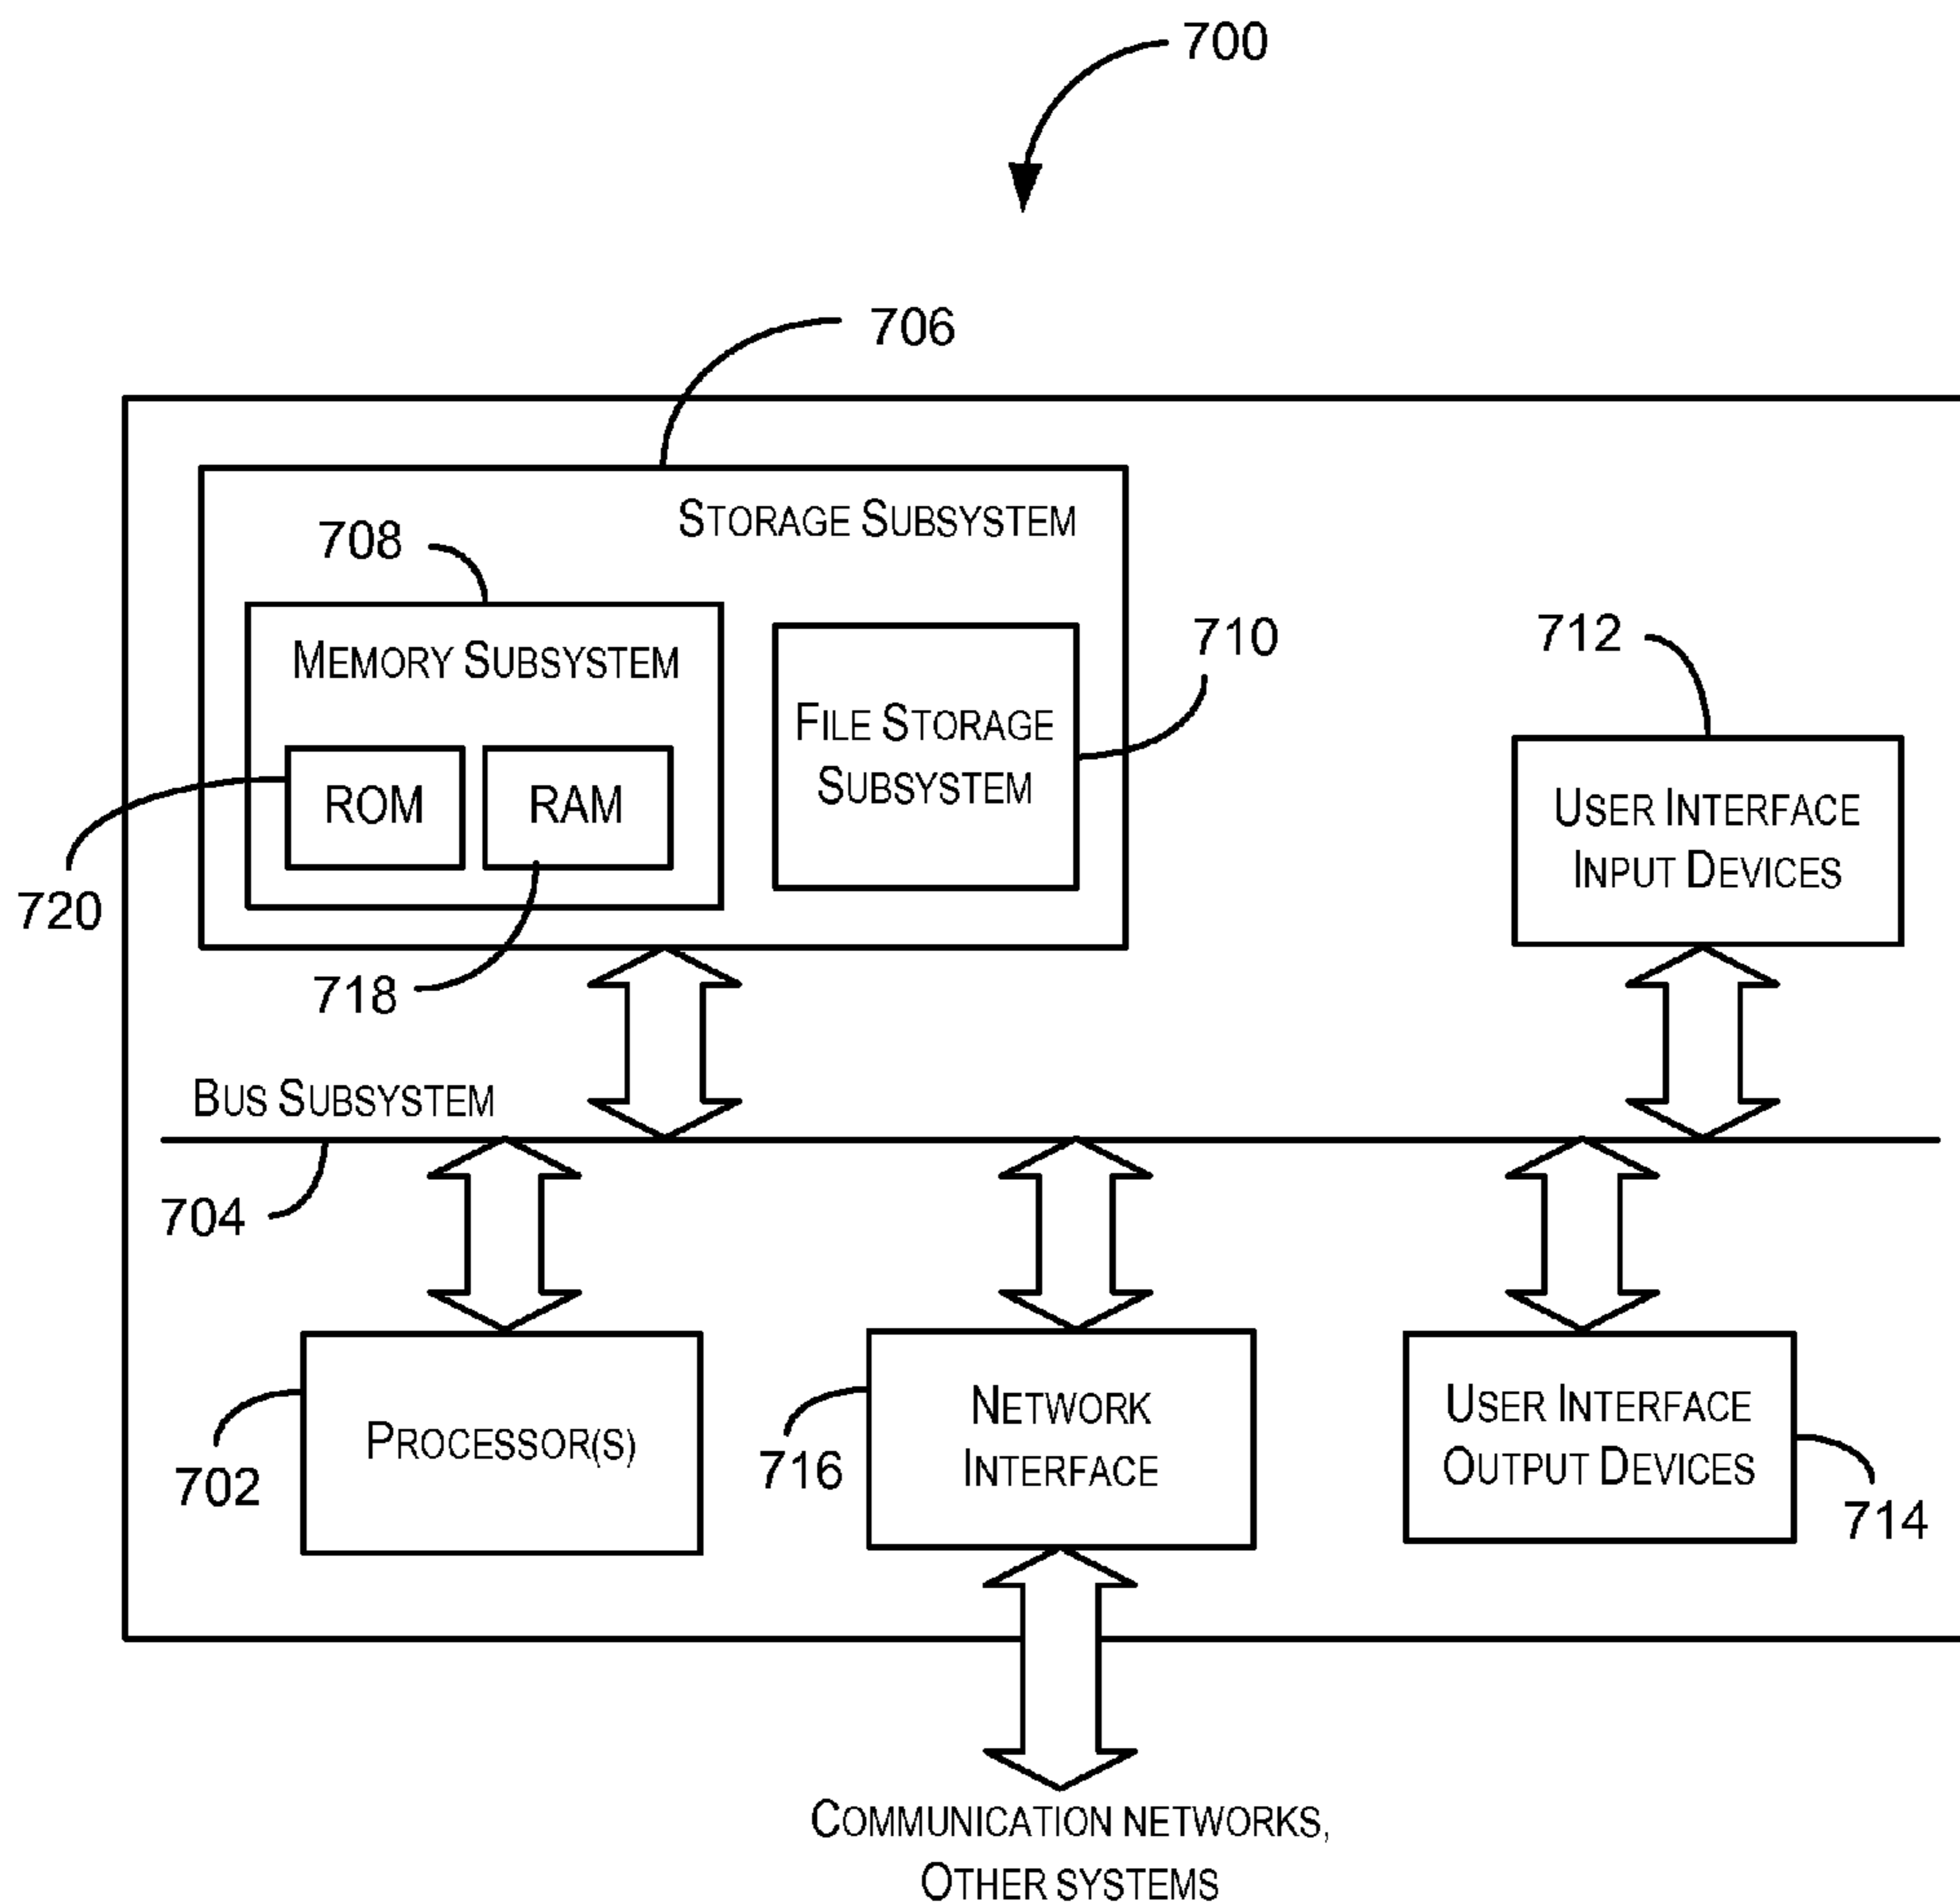 700
706
STORAGE SUBSYSTEM
708
MEMORY SUBSYSTEM
710
712
FILE STORAGE
SUBSYSTEM
ROM
RAM
USER INTERFACE
INPUT DEVICES
720
718
BUS SUBSYSTEM
704
PROCESSOR(S)
702
NETWORK
INTERFACE
716
USER INTERFACE
OUTPUT DEVICES
714
COMMUNICATION NETWORKS,
OTHER SYSTEMS